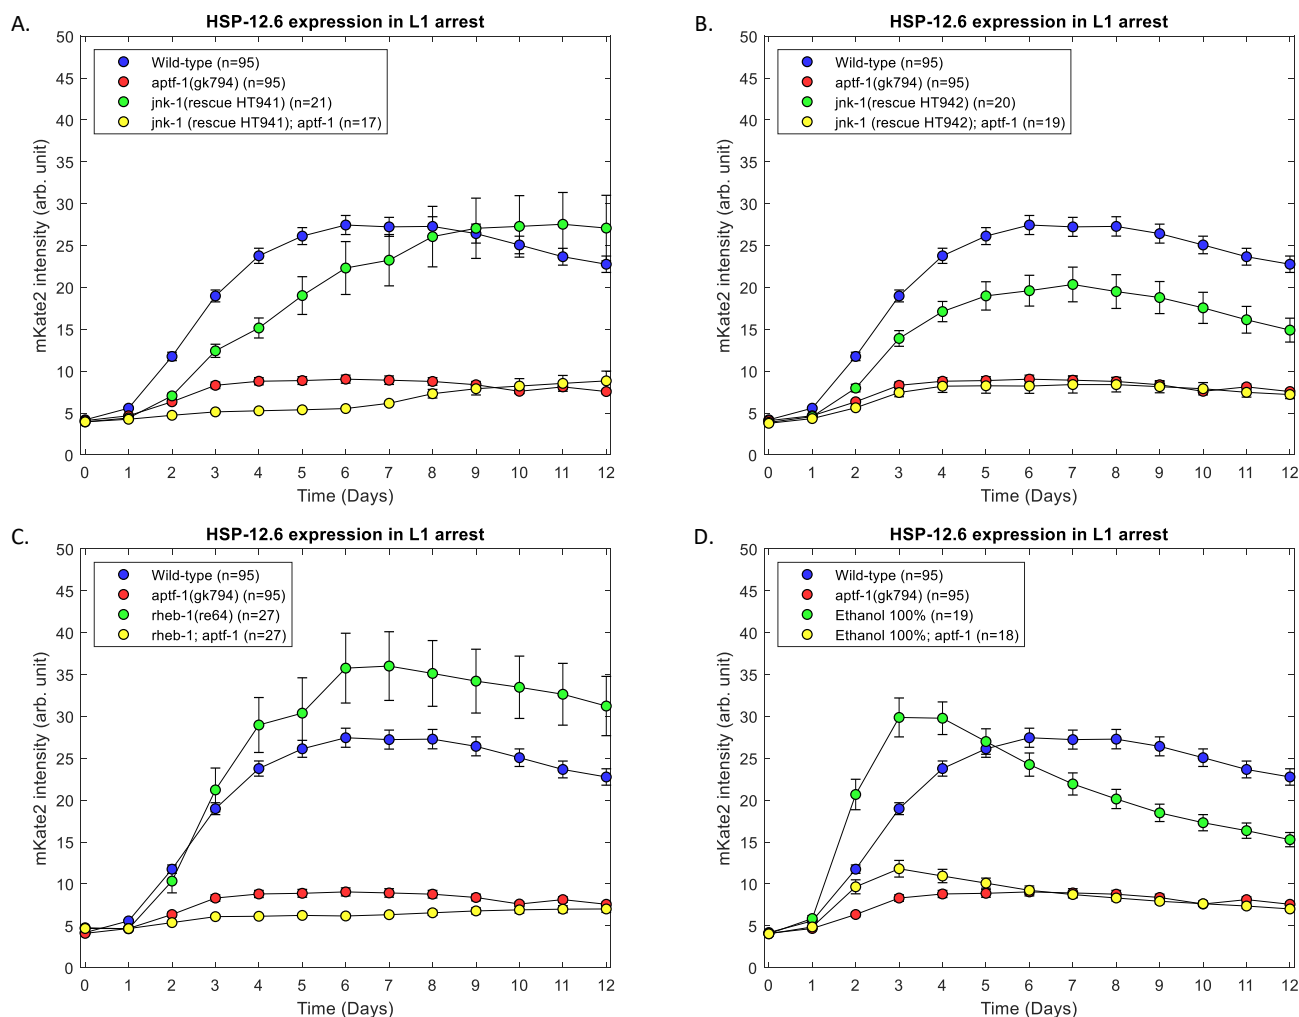 A.
HSP-12.6 expression in L1 arrest
50
45
40
35
30
25
20
15
10
5
0
mKate2 intensity (arb. unit)
Wild-type (n=95)
aptf-1(gk794) (n=95)
jnk-1(rescue HT941) (n=21)
jnk-1 (rescue HT941); aptf-1 (n=17)
0 1 2 3 4 5 6 7 8 9 10 11 12
Time (Days)
B.
HSP-12.6 expression in L1 arrest
50
45
40
35
30
25
20
15
10
5
0
mKate2 intensity (arb. unit)
Wild-type (n=95)
aptf-1(gk794) (n=95)
jnk-1(rescue HT942) (n=20)
jnk-1 (rescue HT942); aptf-1 (n=19)
0 1 2 3 4 5 6 7 8 9 10 11 12
Time (Days)
C.
HSP-12.6 expression in L1 arrest
50
45
40
35
30
25
20
15
10
5
0
mKate2 intensity (arb. unit)
Wild-type (n=95)
aptf-1(gk794) (n=95)
rheb-1(re64) (n=27)
rheb-1; aptf-1 (n=27)
0 1 2 3 4 5 6 7 8 9 10 11 12
Time (Days)
D.
HSP-12.6 expression in L1 arrest
50
45
40
35
30
25
20
15
10
5
0
mKate2 intensity (arb. unit)
Wild-type (n=95)
aptf-1(gk794) (n=95)
Ethanol 100% (n=19)
Ethanol 100%; aptf-1 (n=18)
0 1 2 3 4 5 6 7 8 9 10 11 12
Time (Days)